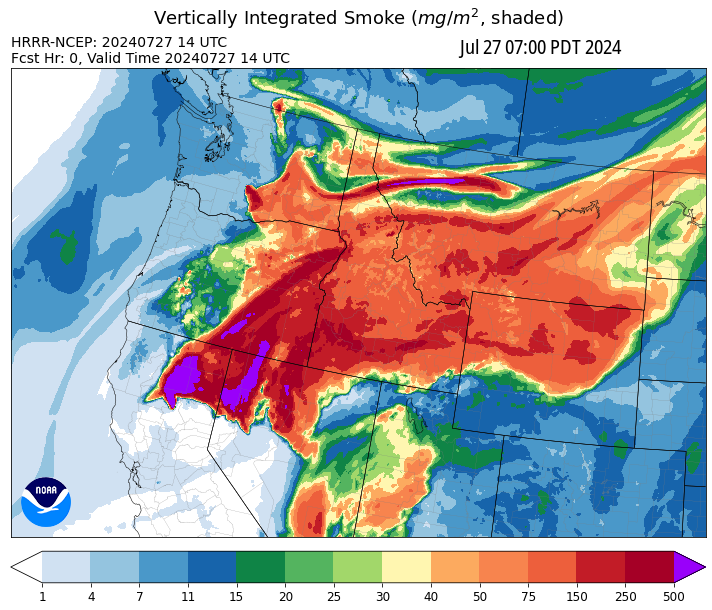 Vertically Integrated Smoke (mg/m², shaded)
HRRR-NCEP: 20240727 14 UTC
Jul 27 07:00 PDT 2024
Fcst Hr: 0, Valid Time 20240727 14 UTC
NOAA
1 4 7 11 15 20 25 30 40 50 75 150 250 500